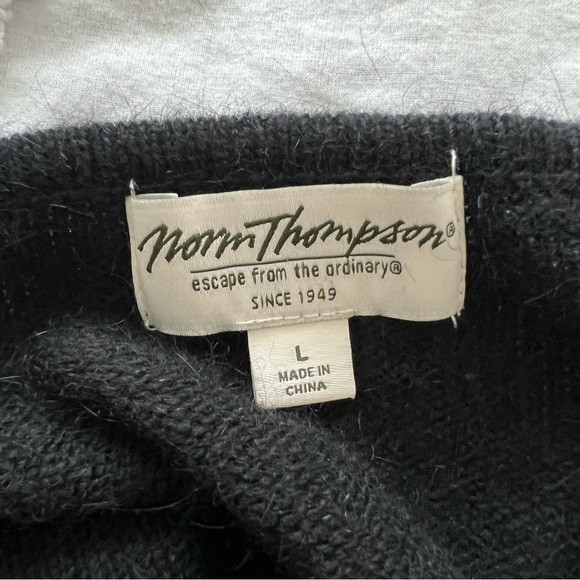 Norm Thompson®
escape from the ordinary®
SINCE 1949
L
MADE IN
CHINA